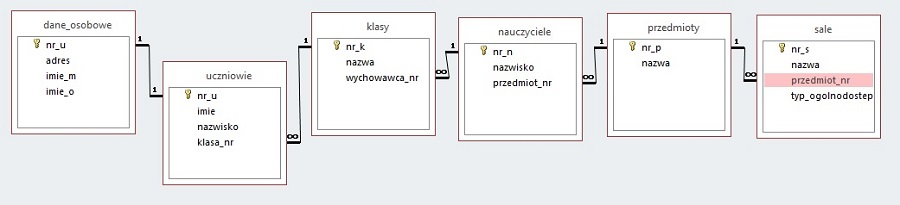 dane_osobowe
nr_u
adres
imie_m
imie_o
1
1
uczniowie
nr_u
imie
nazwisko
klasa_nr
∞
1
klasy
nr_k
nazwa
wychowawca_nr
∞
1
nauczyciele
nr_n
nazwisko
przedmiot_nr
∞
1
przedmioty
nr_p
nazwa
1
∞
sale
nr_s
nazwa
przedmiot_nr
typ_ogolnodostep